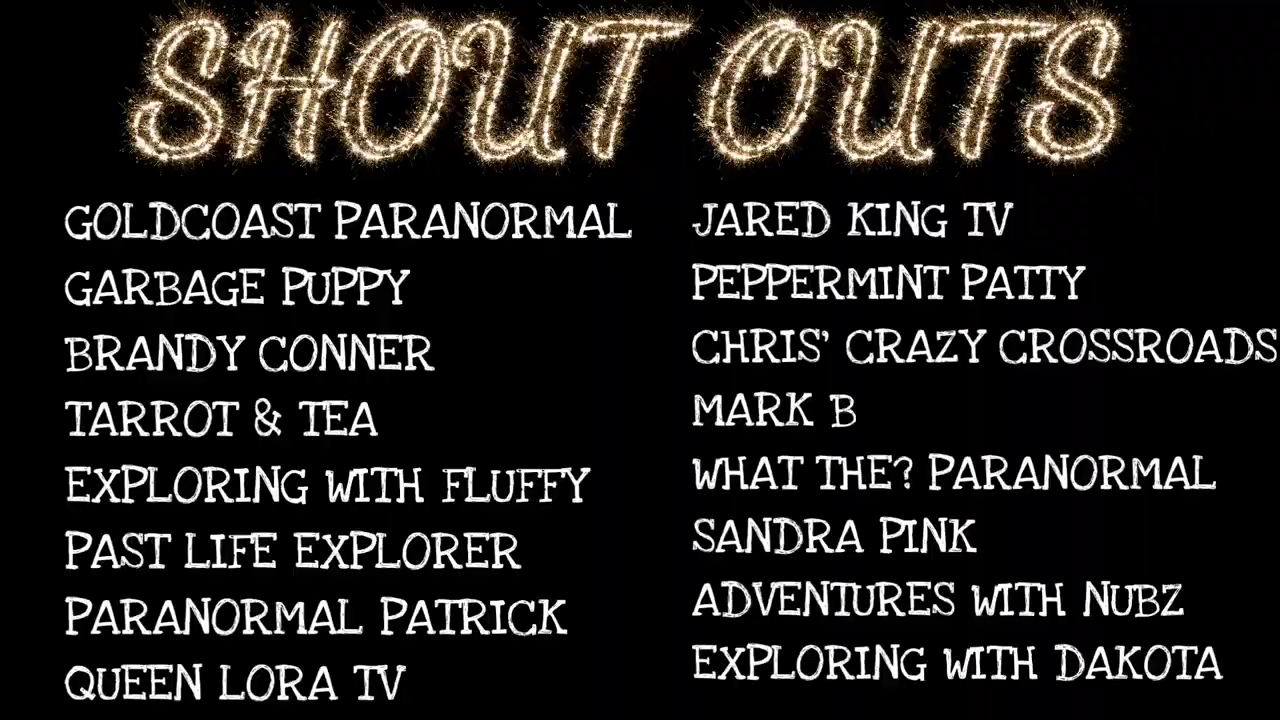 SHOUT OUTS
GOLDCOAST PARANORMAL
GARBAGE PUPPY
BRANDY CONNER
TARROT & TEA
EXPLORING WITH FLUFFY
PAST LIFE EXPLORER
PARANORMAL PATRICK
QUEEN LORA TV
JARED KING TV
PEPPERMINT PATTY
CHRIS' CRAZY CROSSROADS
MARK B
WHAT THE? PARANORMAL
SANDRA PINK
ADVENTURES WITH NUBZ
EXPLORING WITH DAKOTA